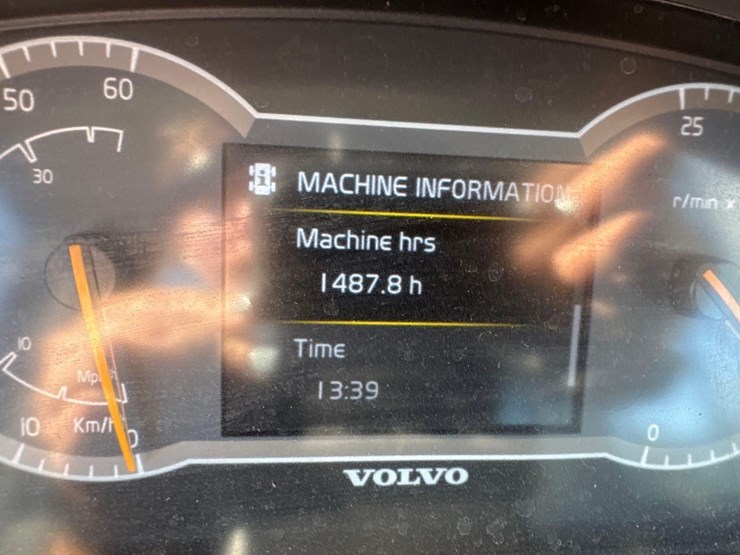 50
60
30
10
Mp
10
Km/h
0
MACHINE INFORMATION
Machine hrs
1487.8 h
Time
13:39
25
r/min x
0
VOLVO